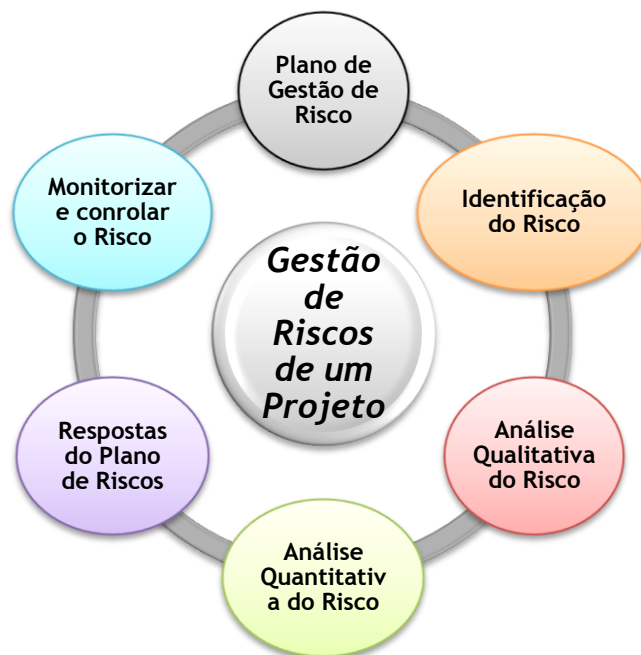 Plano de
Gestão de
Risco
Identificação
do Risco
Análise
Qualitativa
do Risco
Análise
Quantitativ
a do Risco
Respostas
do Plano
de Riscos
Monitorizar
e conrolar
o Risco
Gestão
de
Riscos
de um
Projeto